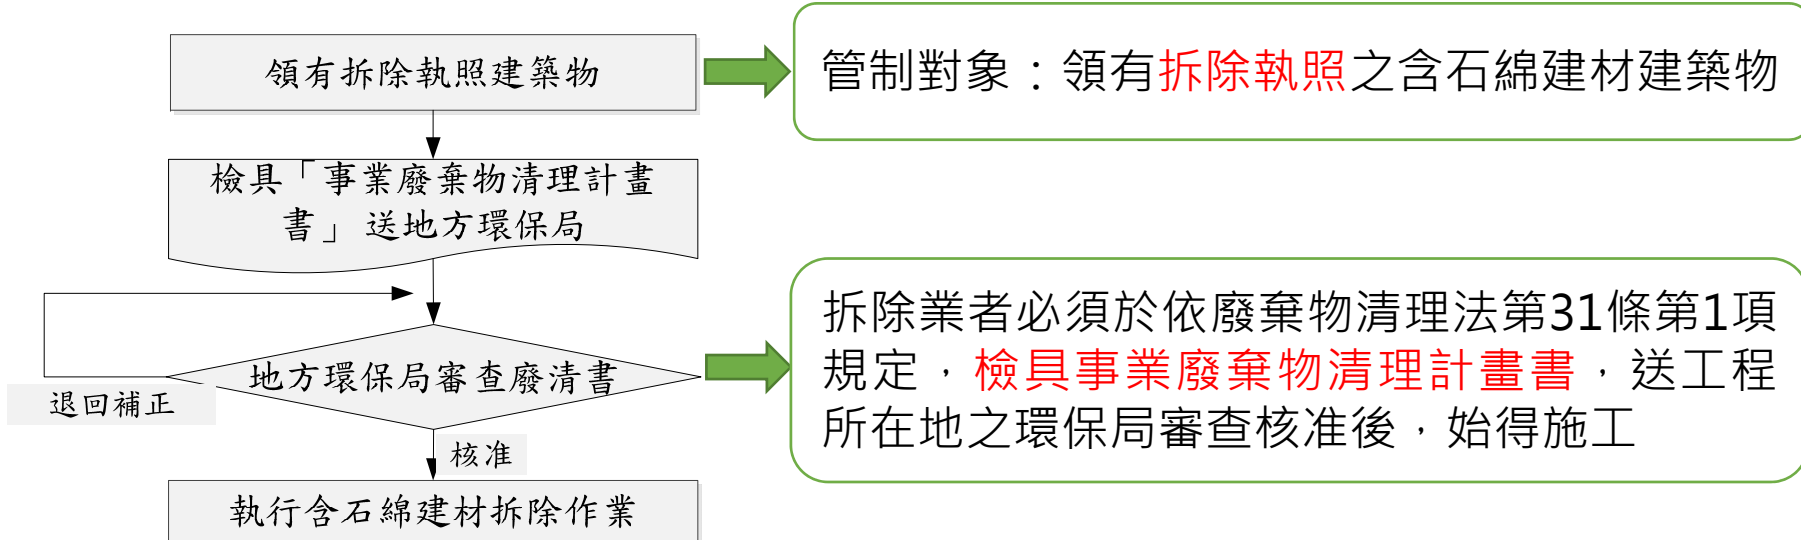 領有拆除執照建築物
管制對象：領有拆除執照之含石綿建材建築物
檢具「事業廢棄物清理計畫
書」 送地方環保局
地方環保局審查廢清書
退回補正
拆除業者必須於依廢棄物清理法第31條第1項
規定，檢具事業廢棄物清理計畫書，送工程
所在地之環保局審查核准後，始得施工
核准
執行含石綿建材拆除作業